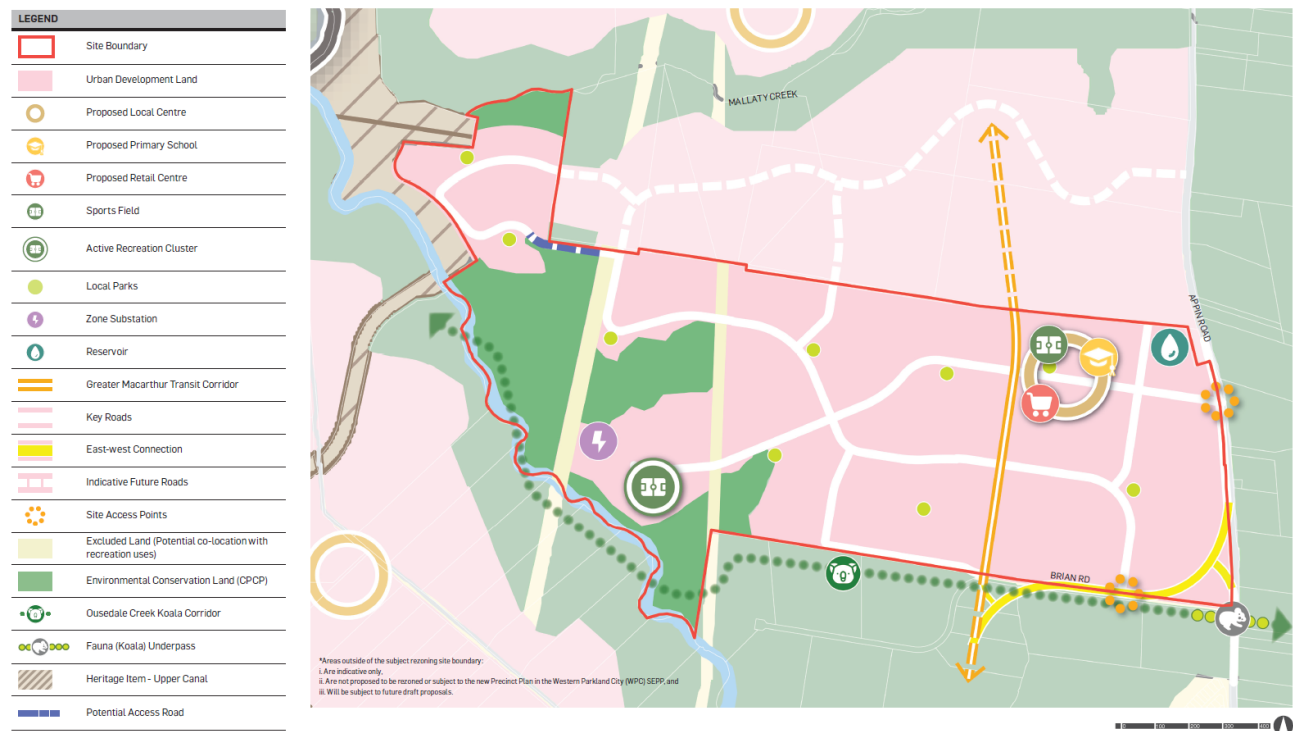 LEGEND
Site Boundary
Urban Development Land
Proposed Local Centre
Proposed Primary School
Proposed Retail Centre
Sports Field
Active Recreation Cluster
Local Parks
Zone Substation
Reservoir
Greater Macarthur Transit Corridor
Key Roads
East-west Connection
Indicative Future Roads
Site Access Points
Excluded Land (Potential co-location with
recreation uses)
Environmental Conservation Land (CPCP)
Ousedale Creek Koala Corridor
Fauna (Koala) Underpass
Heritage Item - Upper Canal
Potential Access Road
MALLATY CREEK
APPIN ROAD
BRIAN RD
*Areas outside of the subject rezoning site boundary:
i. Are indicative only,
ii. Are not proposed to be rezoned or subject to the new Precinct Plan in the Western Parkland City (WPC) SEPP, and
iii. Will be subject to future draft proposals.
0 100 200 300 400